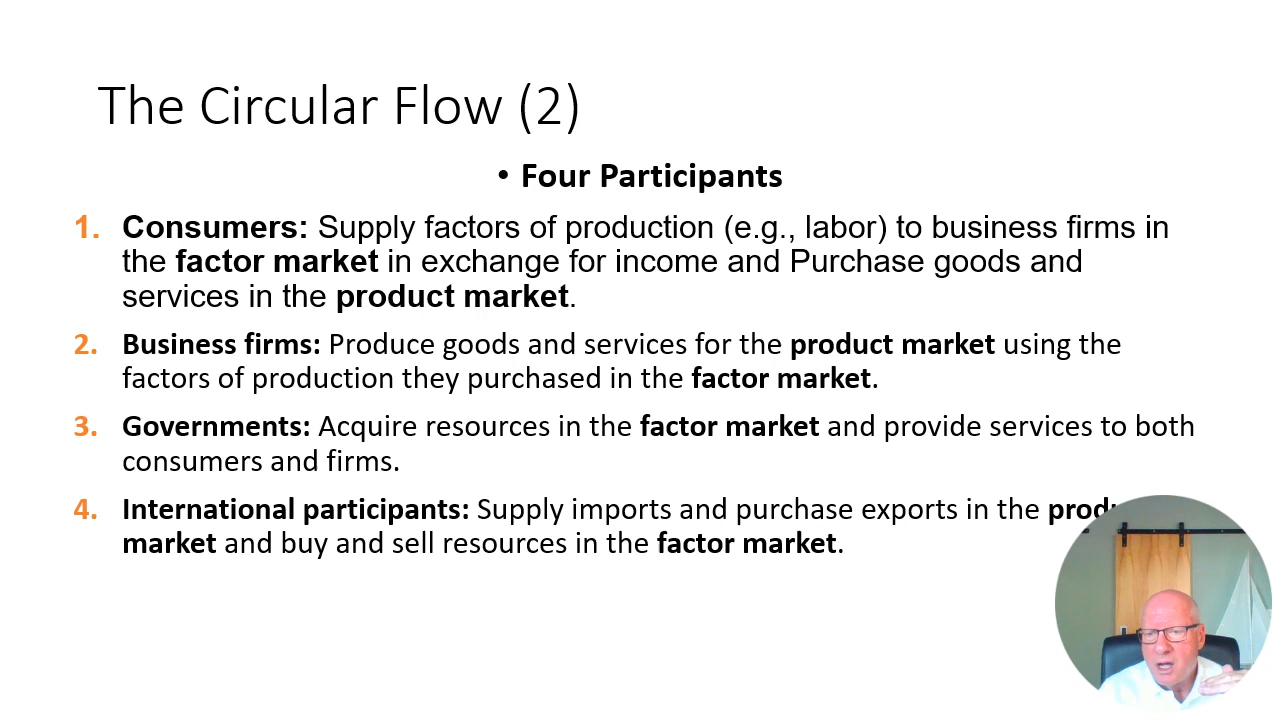 The Circular Flow (2)
• Four Participants
1. Consumers: Supply factors of production (e.g., labor) to business firms in
the factor market in exchange for income and Purchase goods and
services in the product market.
2. Business firms: Produce goods and services for the product market using the
factors of production they purchased in the factor market.
3. Governments: Acquire resources in the factor market and provide services to both
consumers and firms.
4. International participants: Supply imports and purchase exports in the
market and buy and sell resources in the factor market.